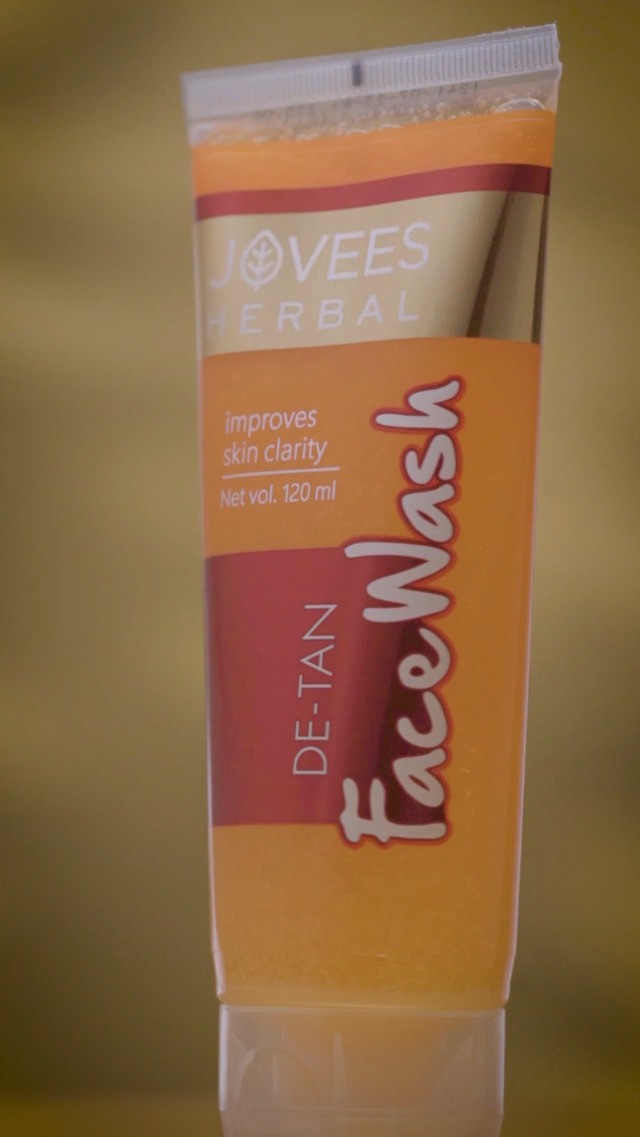 JOVEES
HERBAL
improves
skin clarity
Net vol. 120 ml
DE-TAN
Face Wash